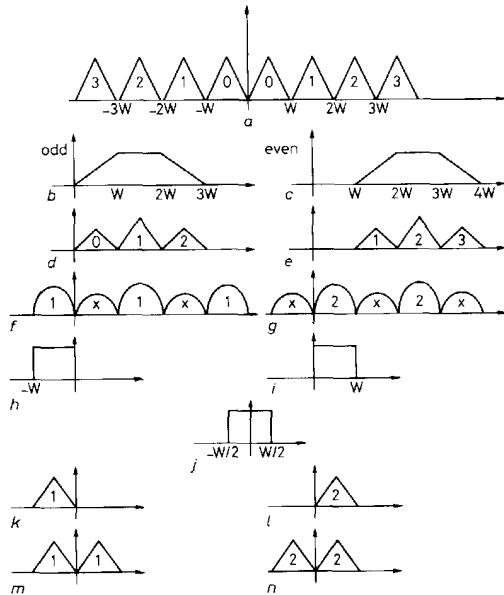 3 2 1 0 0 1 2 3
-3W -2W -W W 2W 3W
a
odd even
b W 2W 3W c W 2W 3W 4W
0 1 2 1 2 3
d e
1 x 1 x 1 x 2 x 2 x
f g
-W W
h i
-W/2 W/2
j
1 2
k l
1 1 2 2
m n